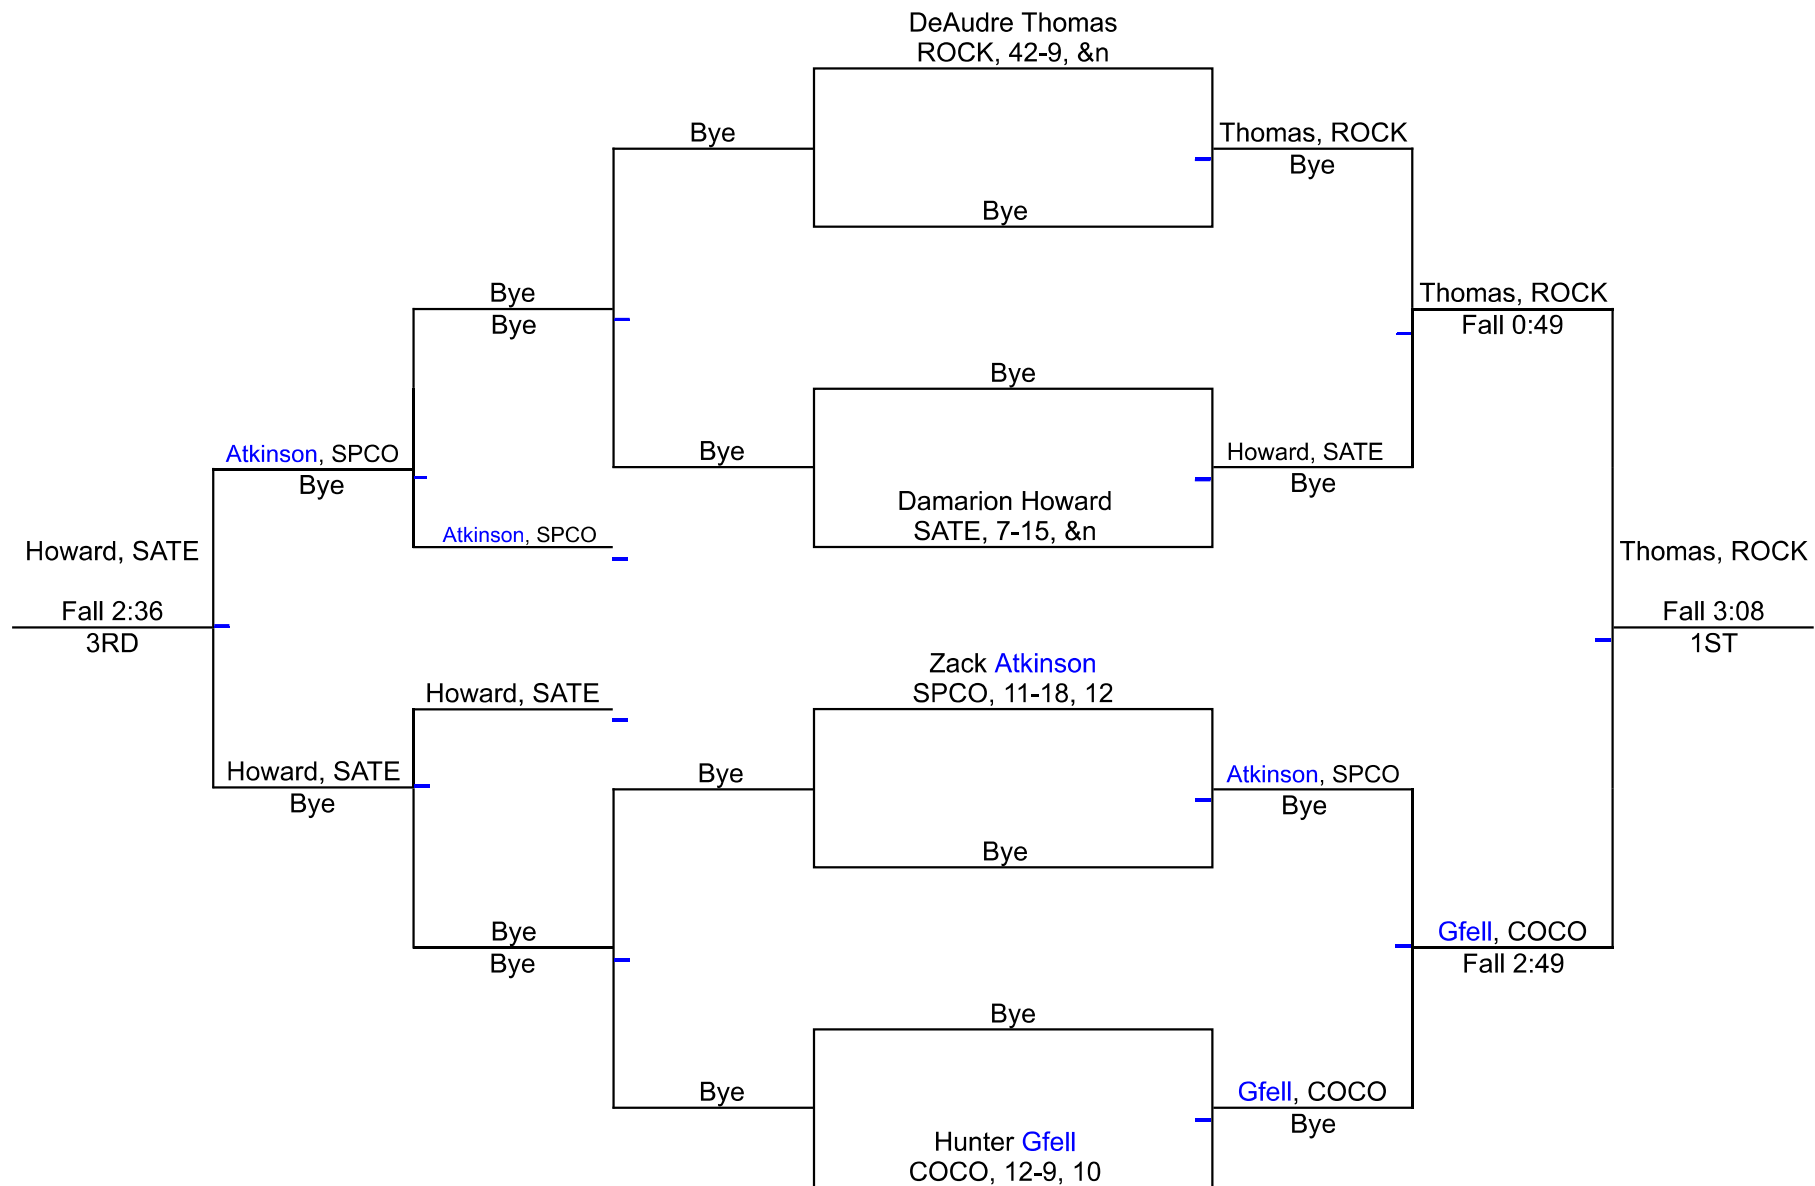 DeAudre Thomas
ROCK, 42-9, &n
Bye
Thomas, ROCK
Bye
Bye
Bye
Bye
Thomas, ROCK
Fall 0:49
Bye
Atkinson, SPCO
Bye
Bye
Howard, SATE
Bye
Damarion Howard
SATE, 7-15, &n
Atkinson, SPCO
Howard, SATE
Fall 2:36
3RD
Thomas, ROCK
Fall 3:08
1ST
Zack Atkinson
SPCO, 11-18, 12
Howard, SATE
Howard, SATE
Bye
Bye
Atkinson, SPCO
Bye
Bye
Bye
Bye
Gfell, COCO
Fall 2:49
Bye
Bye
Gfell, COCO
Bye
Hunter Gfell
COCO, 12-9, 10